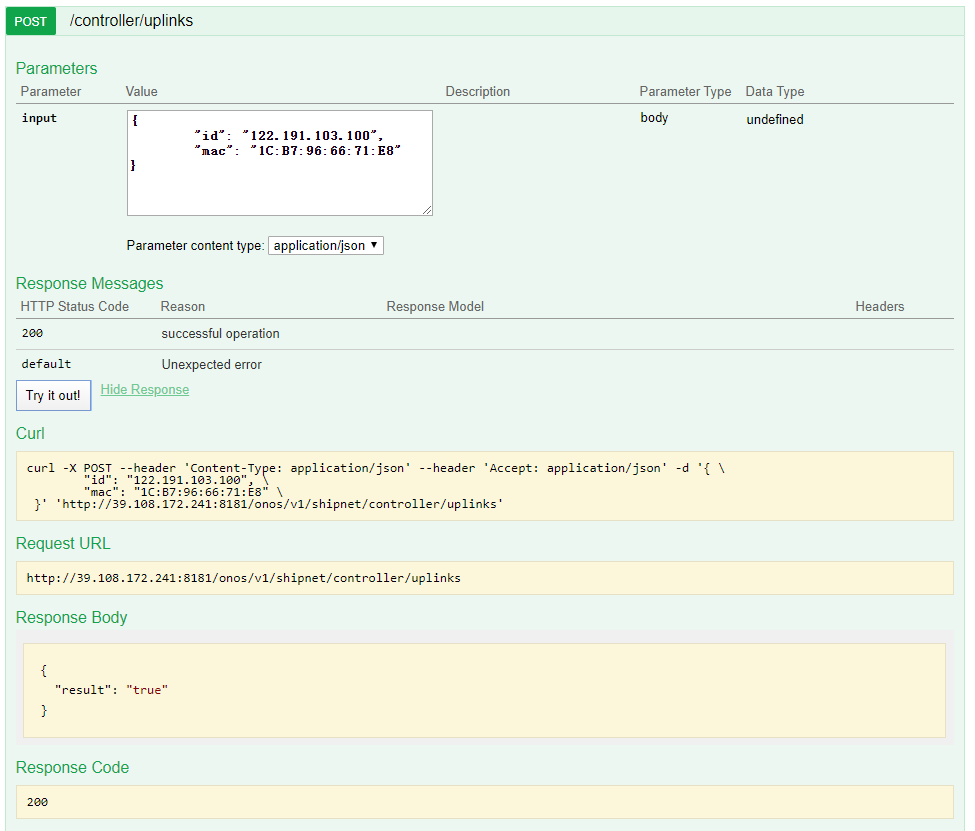 POST /controller/uplinks
Parameters
Parameter Value Description Parameter Type Data Type
input { body undefined
"id": "122.191.103.100",
"mac": "1C:B7:96:66:71:E8"
}
Parameter content type: application/json ▼
Response Messages
HTTP Status Code Reason Response Model Headers
200 successful operation
default Unexpected error
Try it out! Hide Response
Curl
curl -X POST --header 'Content-Type: application/json' --header 'Accept: application/json' -d '{ \
"id": "122.191.103.100", \
"mac": "1C:B7:96:66:71:E8" \
}' 'http://39.108.172.241:8181/onos/v1/shipnet/controller/uplinks'
Request URL
http://39.108.172.241:8181/onos/v1/shipnet/controller/uplinks
Response Body
{
"result": "true"
}
Response Code
200